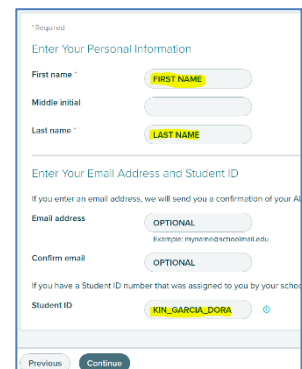 *Required
Enter Your Personal Information
First name *
FIRST NAME
Middle initial
Last name *
LAST NAME
Enter Your Email Address and Student ID
If you enter an email address, we will send you a confirmation of your AL
Email address
OPTIONAL
Example: myname@schoolmail.edu
Confirm email
OPTIONAL
If you have a Student ID number that was assigned to you by your schoo
Student ID
KIN_GARCIA_DORA
Previous Continue